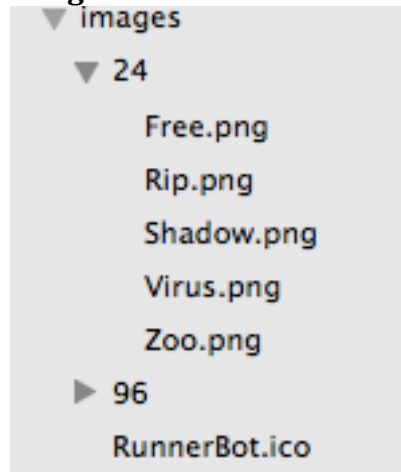 images
24
Free.png
Rip.png
Shadow.png
Virus.png
Zoo.png
96
RunnerBot.ico